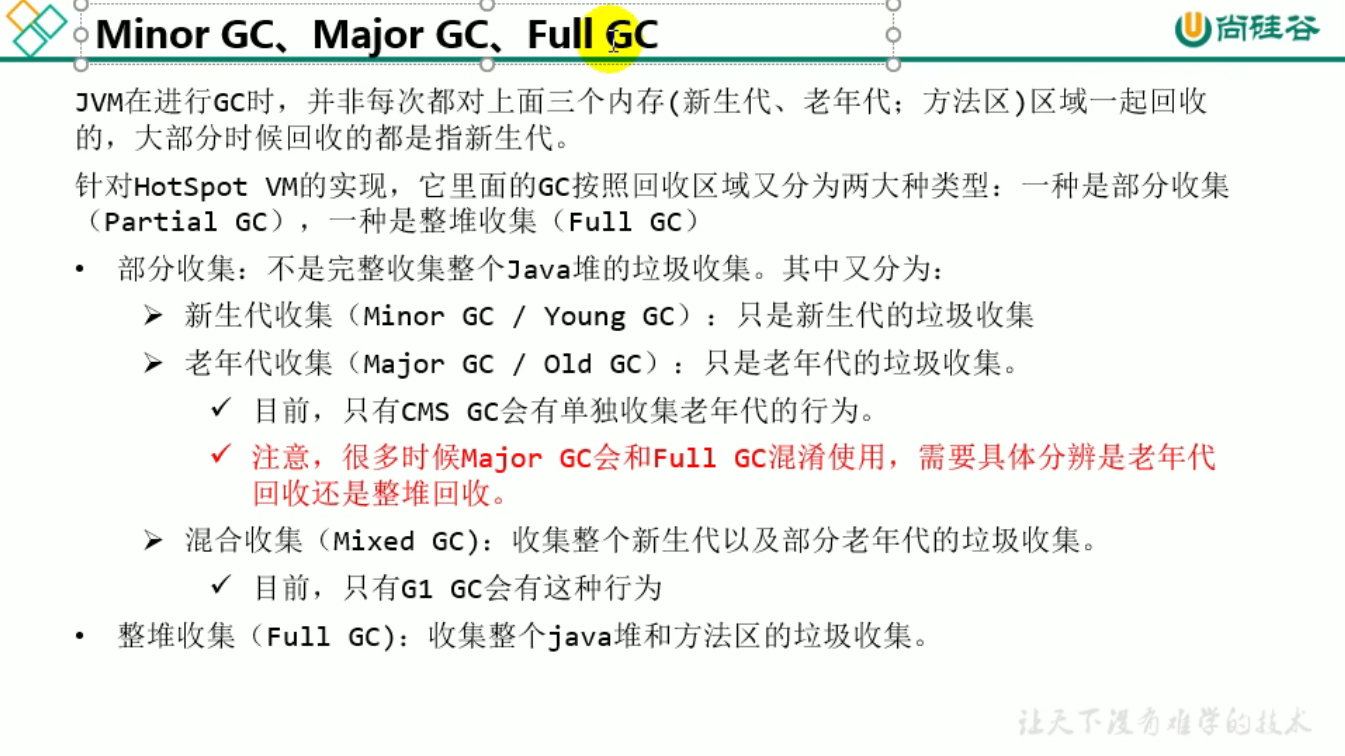 Minor GC、Major GC、Full GC
尚硅谷
JVM在进行GC时，并非每次都对上面三个内存(新生代、老年代；方法区)区域一起回收
的，大部分时候回收的都是指新生代。
针对HotSpot VM的实现，它里面的GC按照回收区域又分为两大种类型：一种是部分收集
（Partial GC），一种是整堆收集（Full GC）
• 部分收集：不是完整收集整个Java堆的垃圾收集。其中又分为：
➢ 新生代收集（Minor GC / Young GC）：只是新生代的垃圾收集
➢ 老年代收集（Major GC / Old GC）：只是老年代的垃圾收集。
✓ 目前，只有CMS GC会有单独收集老年代的行为。
✓ 注意，很多时候Major GC会和Full GC混淆使用，需要具体分辨是老年代
回收还是整堆回收。
➢ 混合收集（Mixed GC)：收集整个新生代以及部分老年代的垃圾收集。
✓ 目前，只有G1 GC会有这种行为
• 整堆收集（Full GC)：收集整个java堆和方法区的垃圾收集。
让天下没有难学的技术